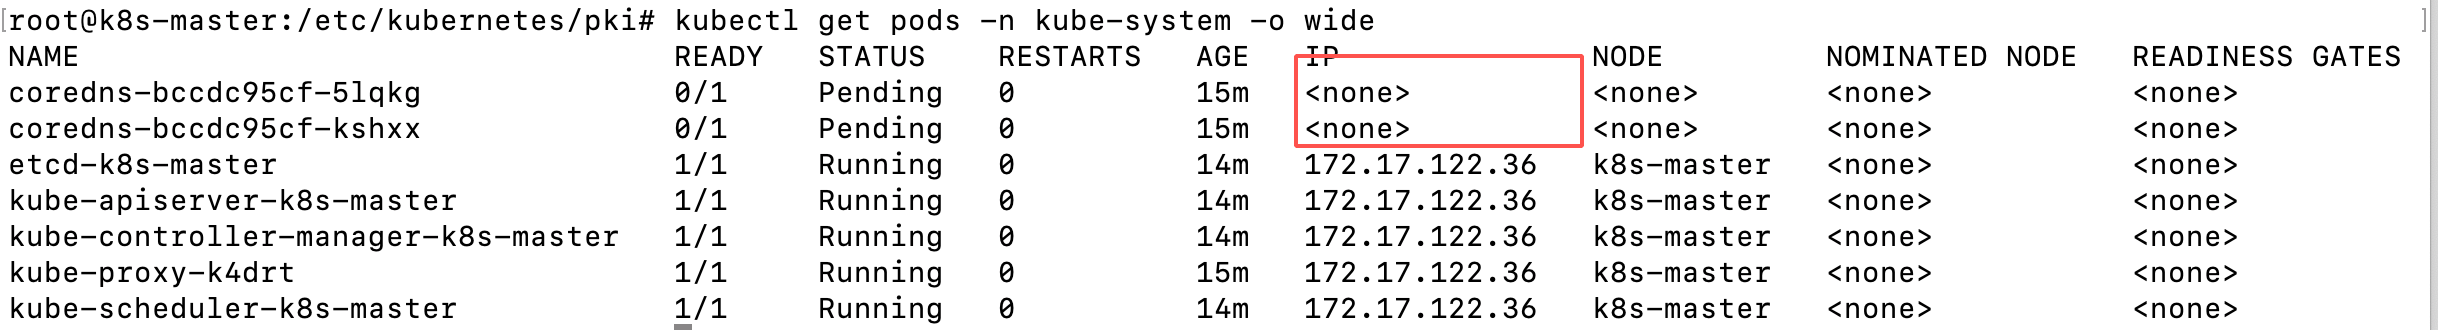 [root@k8s-master:/etc/kubernetes/pki# kubectl get pods -n kube-system -o wide ]
NAME READY STATUS RESTARTS AGE IP NODE NOMINATED NODE READINESS GATES
coredns-bccdc95cf-5lqkg 0/1 Pending 0 15m <none> <none> <none> <none>
coredns-bccdc95cf-kshxx 0/1 Pending 0 15m <none> <none> <none> <none>
etcd-k8s-master 1/1 Running 0 14m 172.17.122.36 k8s-master <none> <none>
kube-apiserver-k8s-master 1/1 Running 0 14m 172.17.122.36 k8s-master <none> <none>
kube-controller-manager-k8s-master 1/1 Running 0 14m 172.17.122.36 k8s-master <none> <none>
kube-proxy-k4drt 1/1 Running 0 15m 172.17.122.36 k8s-master <none> <none>
kube-scheduler-k8s-master 1/1 Running 0 14m 172.17.122.36 k8s-master <none> <none>